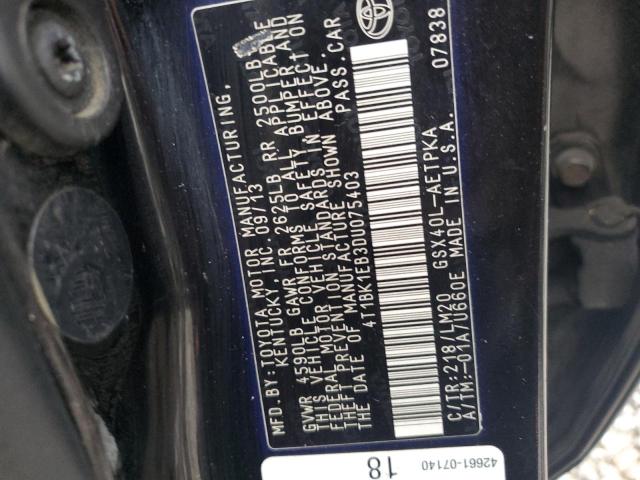 MFD.BY: TOYOTA MOTOR MANUFACTURING,
KENTUCKY, INC. 09/13
GVWR 4590LB GAWR FR 2625LB RR 2500LB
THIS VEHICLE CONFORMS TO ALL APPLICABLE
FEDERAL MOTOR VEHICLE SAFETY, BUMPER, AND
THEFT PREVENTION STANDARDS IN EFFECT ON
THE DATE OF MANUFACTURE SHOWN ABOVE.
4T1BK1EB3DU075403 PASS. CAR
C/TR: 218/LM20 GSX40L-AETPKA
A/TM: -01A/U660E MADE IN U.S.A. 07838
42661-07140
18